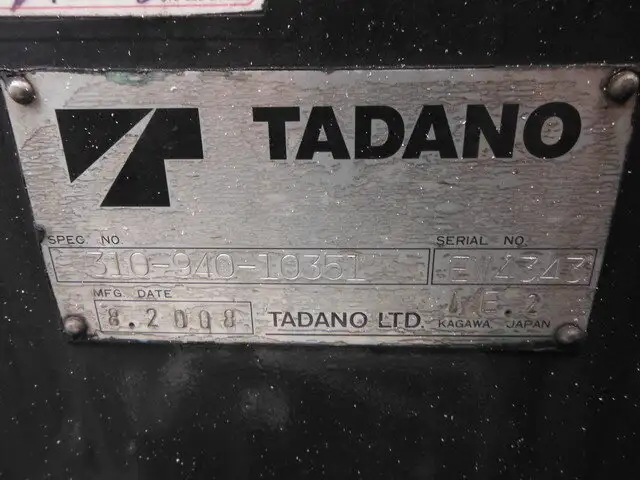 TADANO
SPEC. NO.
310-940-10351
SERIAL NO.
MFG. DATE
8.2008
TADANO LTD.
KAGAWA, JAPAN